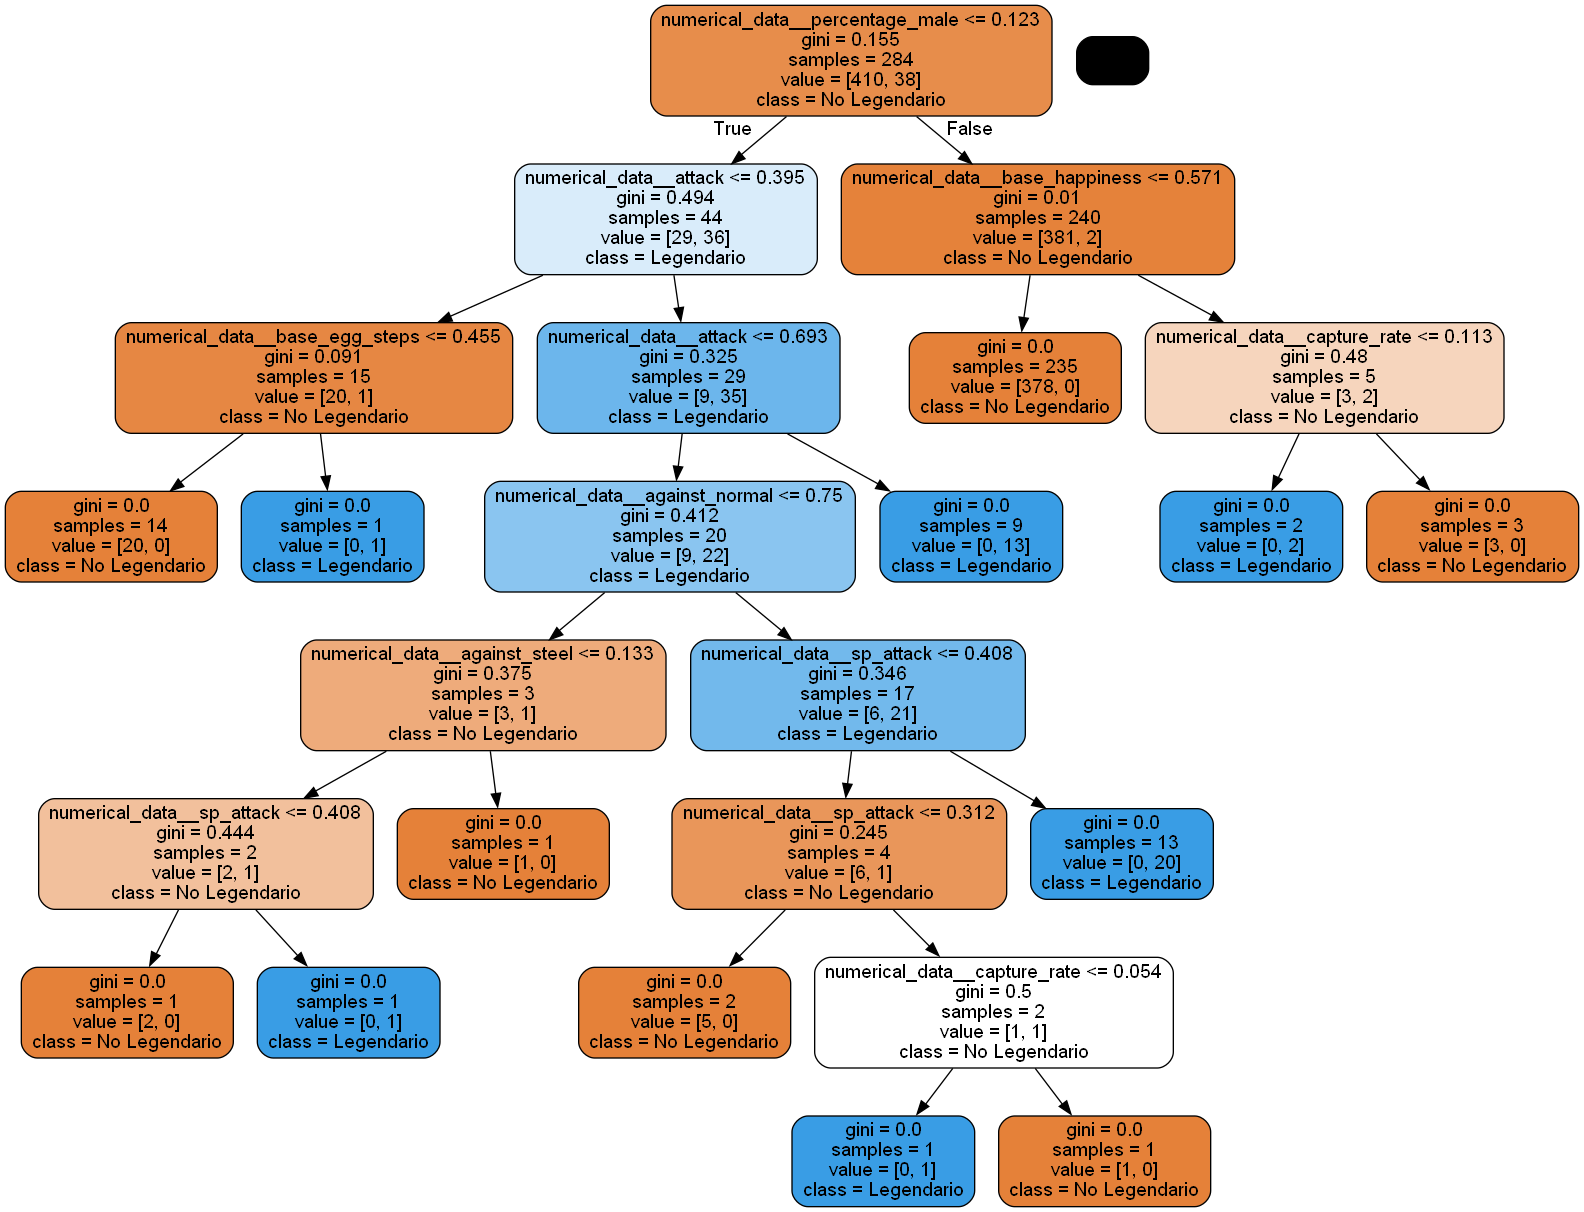 numerical_data__percentage_male <= 0.123
gini = 0.155
samples = 284
value = [410, 38]
class = No Legendario
True
False
numerical_data__attack <= 0.395
gini = 0.494
samples = 44
value = [29, 36]
class = Legendario
numerical_data__base_happiness <= 0.571
gini = 0.01
samples = 240
value = [381, 2]
class = No Legendario
numerical_data__base_egg_steps <= 0.455
gini = 0.091
samples = 15
value = [20, 1]
class = No Legendario
numerical_data__attack <= 0.693
gini = 0.325
samples = 29
value = [9, 35]
class = Legendario
gini = 0.0
samples = 235
value = [378, 0]
class = No Legendario
numerical_data__capture_rate <= 0.113
gini = 0.48
samples = 5
value = [3, 2]
class = No Legendario
gini = 0.0
samples = 14
value = [20, 0]
class = No Legendario
gini = 0.0
samples = 1
value = [0, 1]
class = Legendario
numerical_data__against_normal <= 0.75
gini = 0.412
samples = 20
value = [9, 22]
class = Legendario
gini = 0.0
samples = 9
value = [0, 13]
class = Legendario
gini = 0.0
samples = 2
value = [0, 2]
class = Legendario
gini = 0.0
samples = 3
value = [3, 0]
class = No Legendario
numerical_data__against_steel <= 0.133
gini = 0.375
samples = 3
value = [3, 1]
class = No Legendario
numerical_data__sp_attack <= 0.408
gini = 0.346
samples = 17
value = [6, 21]
class = Legendario
numerical_data__sp_attack <= 0.408
gini = 0.444
samples = 2
value = [2, 1]
class = No Legendario
gini = 0.0
samples = 1
value = [1, 0]
class = No Legendario
numerical_data__sp_attack <= 0.312
gini = 0.245
samples = 4
value = [6, 1]
class = No Legendario
gini = 0.0
samples = 13
value = [0, 20]
class = Legendario
gini = 0.0
samples = 1
value = [2, 0]
class = No Legendario
gini = 0.0
samples = 1
value = [0, 1]
class = Legendario
gini = 0.0
samples = 2
value = [5, 0]
class = No Legendario
numerical_data__capture_rate <= 0.054
gini = 0.5
samples = 2
value = [1, 1]
class = No Legendario
gini = 0.0
samples = 1
value = [0, 1]
class = Legendario
gini = 0.0
samples = 1
value = [1, 0]
class = No Legendario